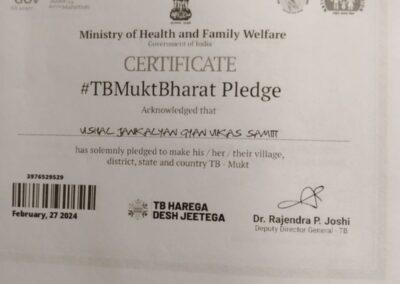 Ministry of Health and Family Welfare
Government of India
CERTIFICATE
#TBMuktBharat Pledge
Acknowledged that
USHAL JANKALYAN GYAN VIKAS SAMITI
has solemnly pledged to make his / her / their village,
district, state and country TB - Mukt
3976529529
February, 27 2024
TB HAREGA
DESH JEETEGA
Dr. Rajendra P. Joshi
Deputy Director General - TB